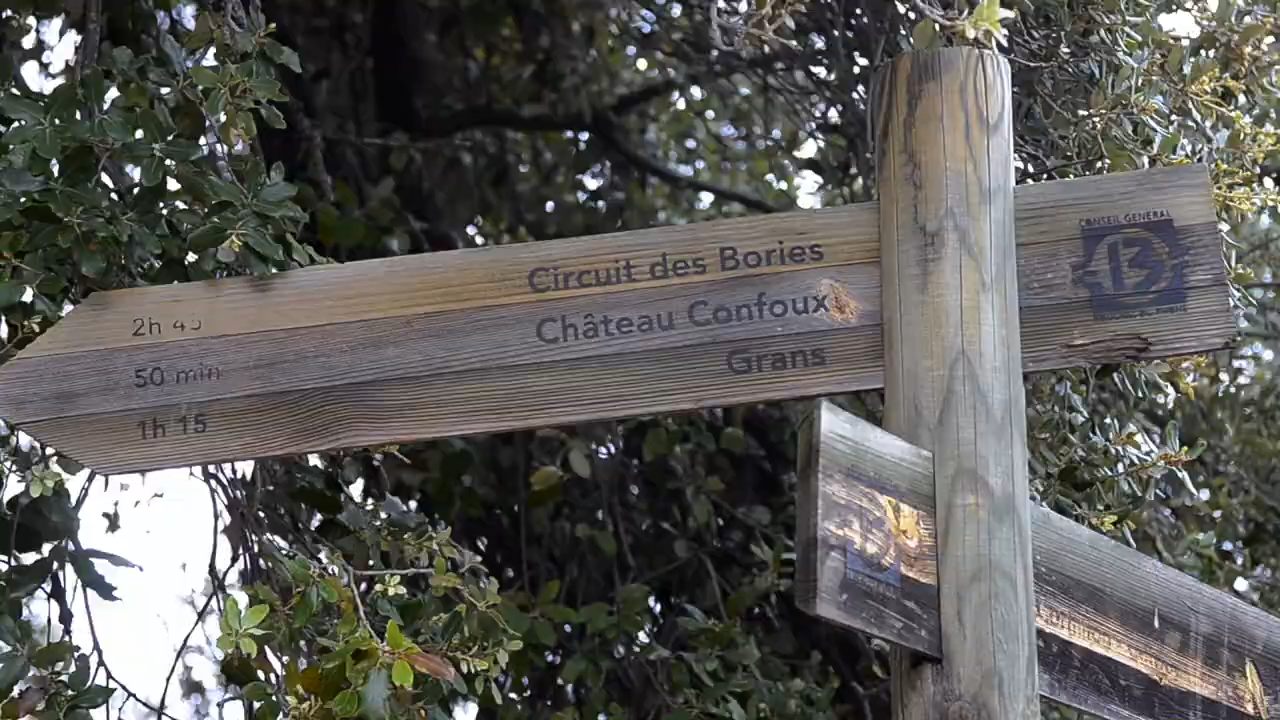 Circuit des Bories
2h 45
Château Confoux
50 min
Grans
1h 15
CONSEIL GENERAL
13